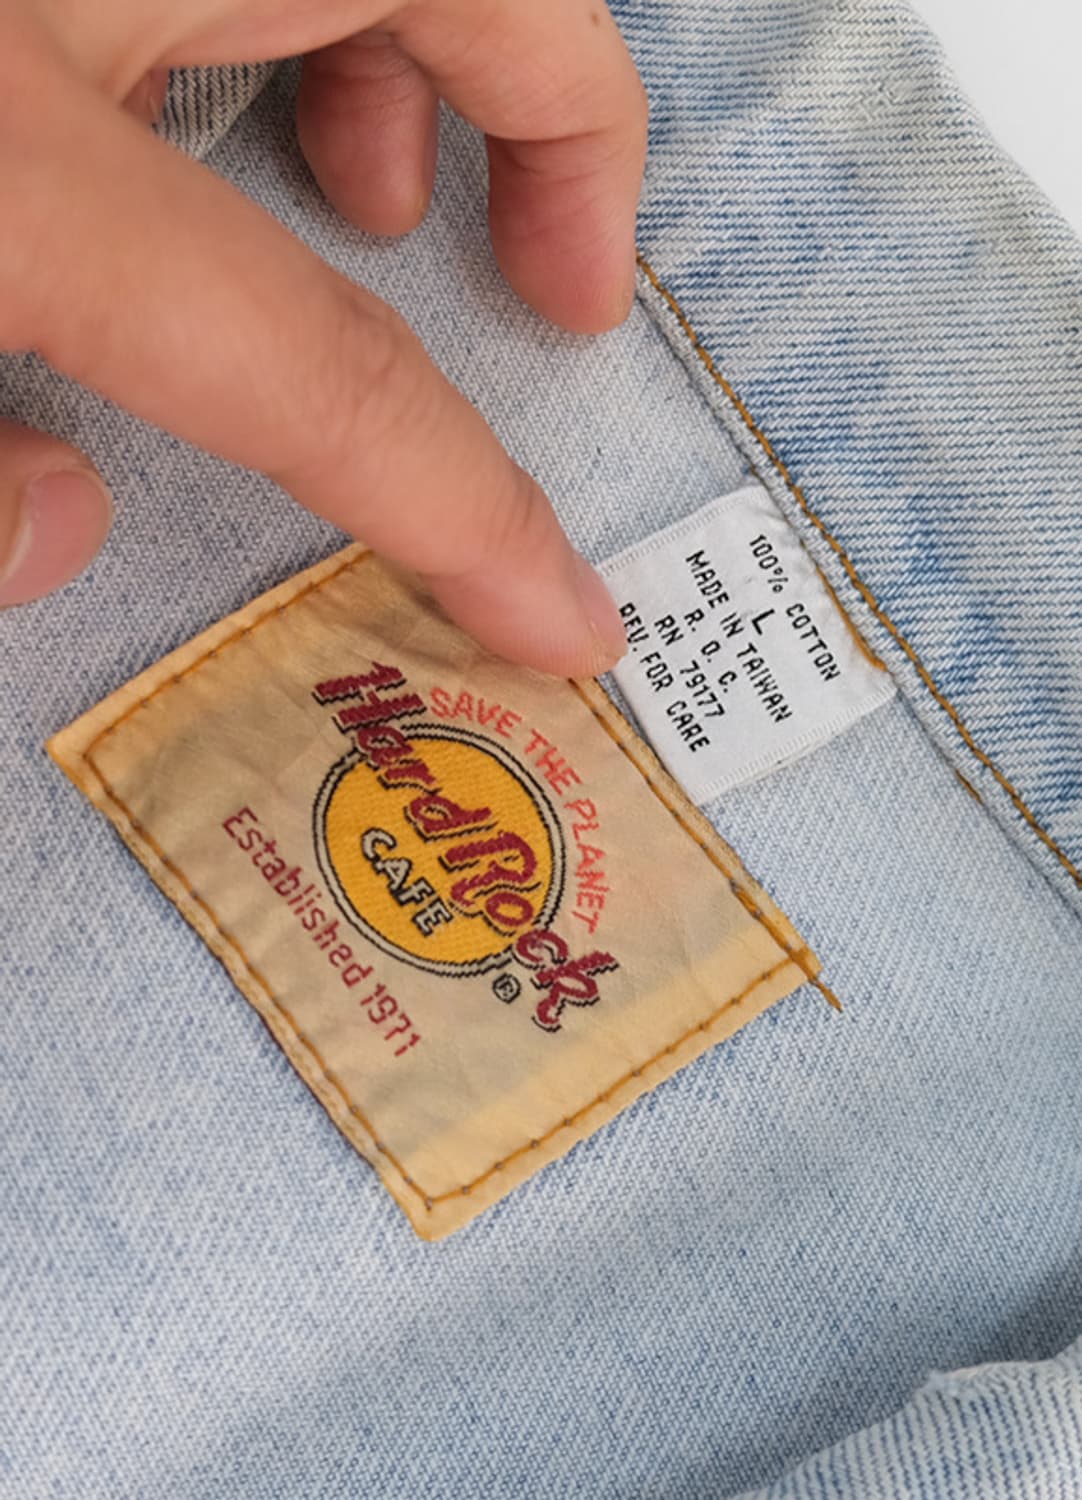 100% COTTON
L
MADE IN TAIWAN
R. O. C.
RN 79177
REV. FOR CARE
SAVE THE PLANET
Hard Rock
CAFE
®
Established 1971